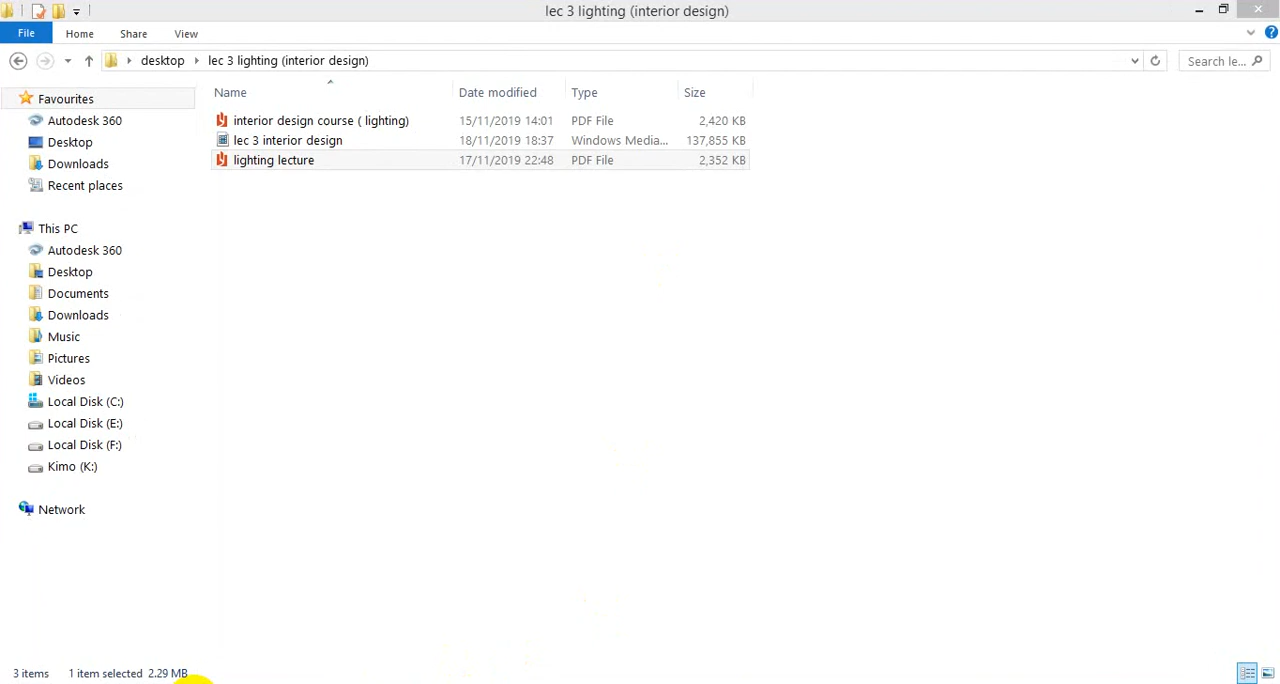 lec 3 lighting (interior design)
File Home Share View
desktop lec 3 lighting (interior design) Search le...
Name Date modified Type Size
interior design course ( lighting) 15/11/2019 14:01 PDF File 2,420 KB
lec 3 interior design 18/11/2019 18:37 Windows Media... 137,855 KB
lighting lecture 17/11/2019 22:48 PDF File 2,352 KB
Favourites
Autodesk 360
Desktop
Downloads
Recent places
This PC
Autodesk 360
Desktop
Documents
Downloads
Music
Pictures
Videos
Local Disk (C:)
Local Disk (E:)
Local Disk (F:)
Kimo (K:)
Network
3 items 1 item selected 2.29 MB